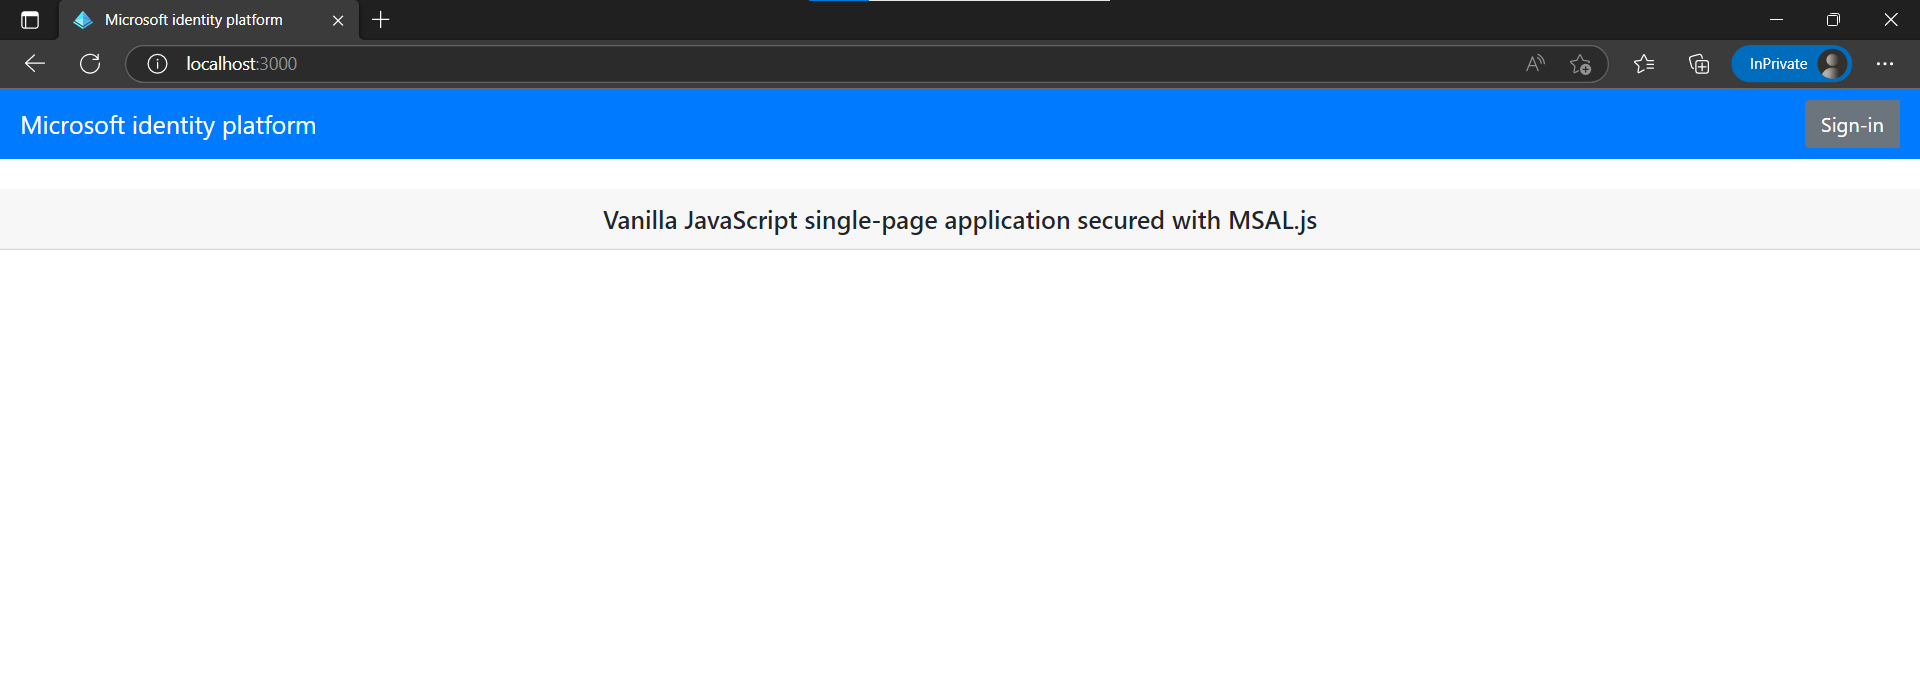 Microsoft identity platform
localhost:3000
InPrivate
Microsoft identity platform
Sign-in
Vanilla JavaScript single-page application secured with MSAL.js